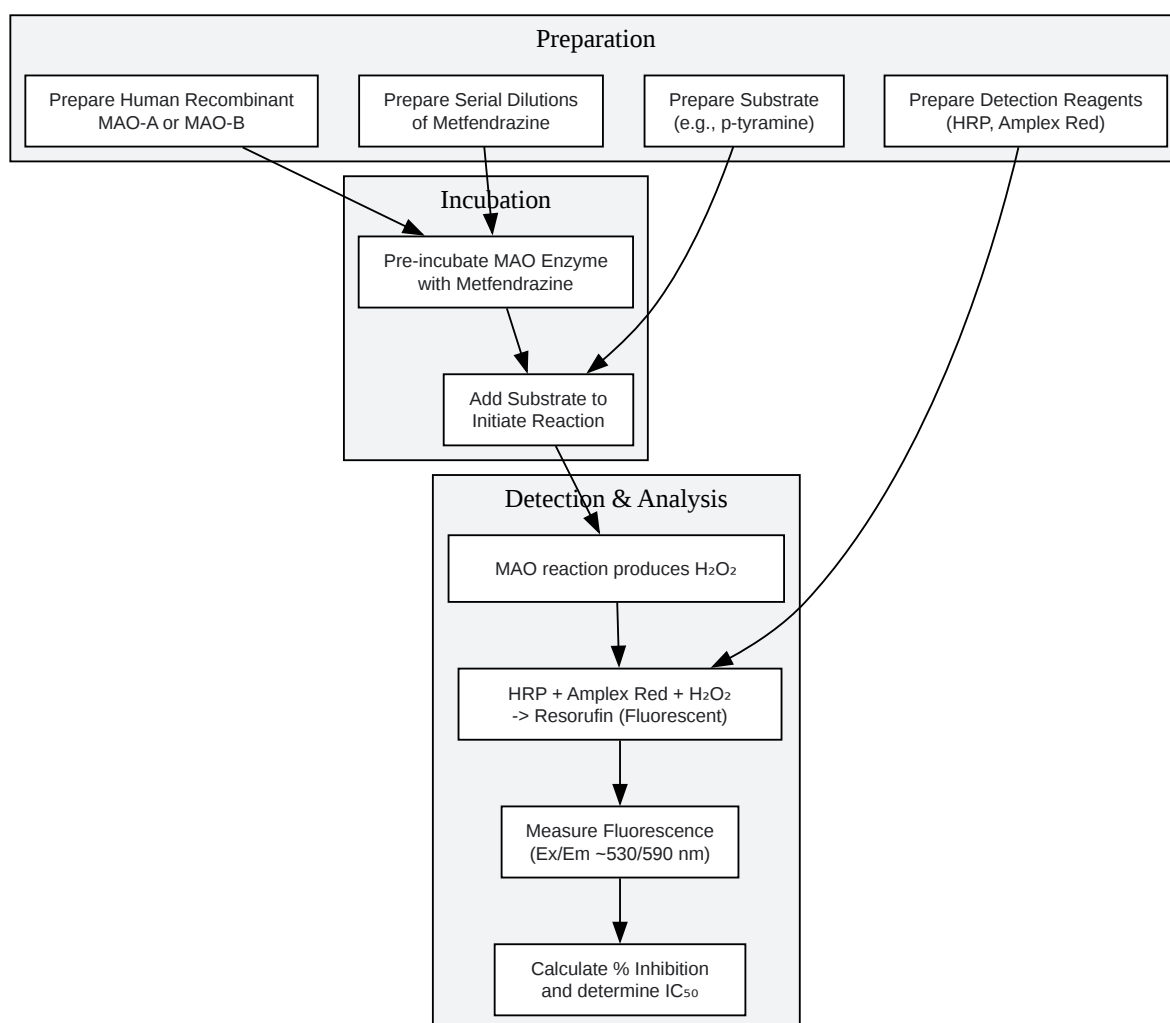 Preparation
Prepare Human Recombinant
MAO-A or MAO-B
Prepare Serial Dilutions
of Metfendrazine
Prepare Substrate
(e.g., p-tyramine)
Prepare Detection Reagents
(HRP, Amplex Red)
Incubation
Pre-incubate MAO Enzyme
with Metfendrazine
Add Substrate to
Initiate Reaction
Detection & Analysis
MAO reaction produces H₂O₂
HRP + Amplex Red + H₂O₂
-> Resorufin (Fluorescent)
Measure Fluorescence
(Ex/Em ~530/590 nm)
Calculate % Inhibition
and determine IC₅₀